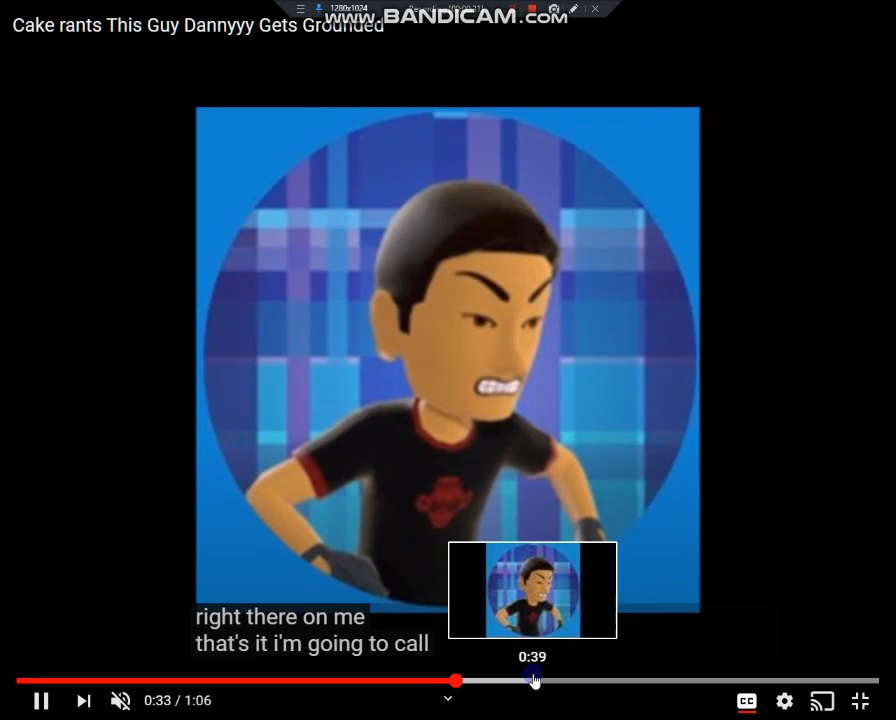 1280x1024
www.BANDICAM.com
Cake rants This Guy Dannyyy Gets Grounded
right there on me
that's it i'm going to call
0:39
0:33 / 1:06
CC